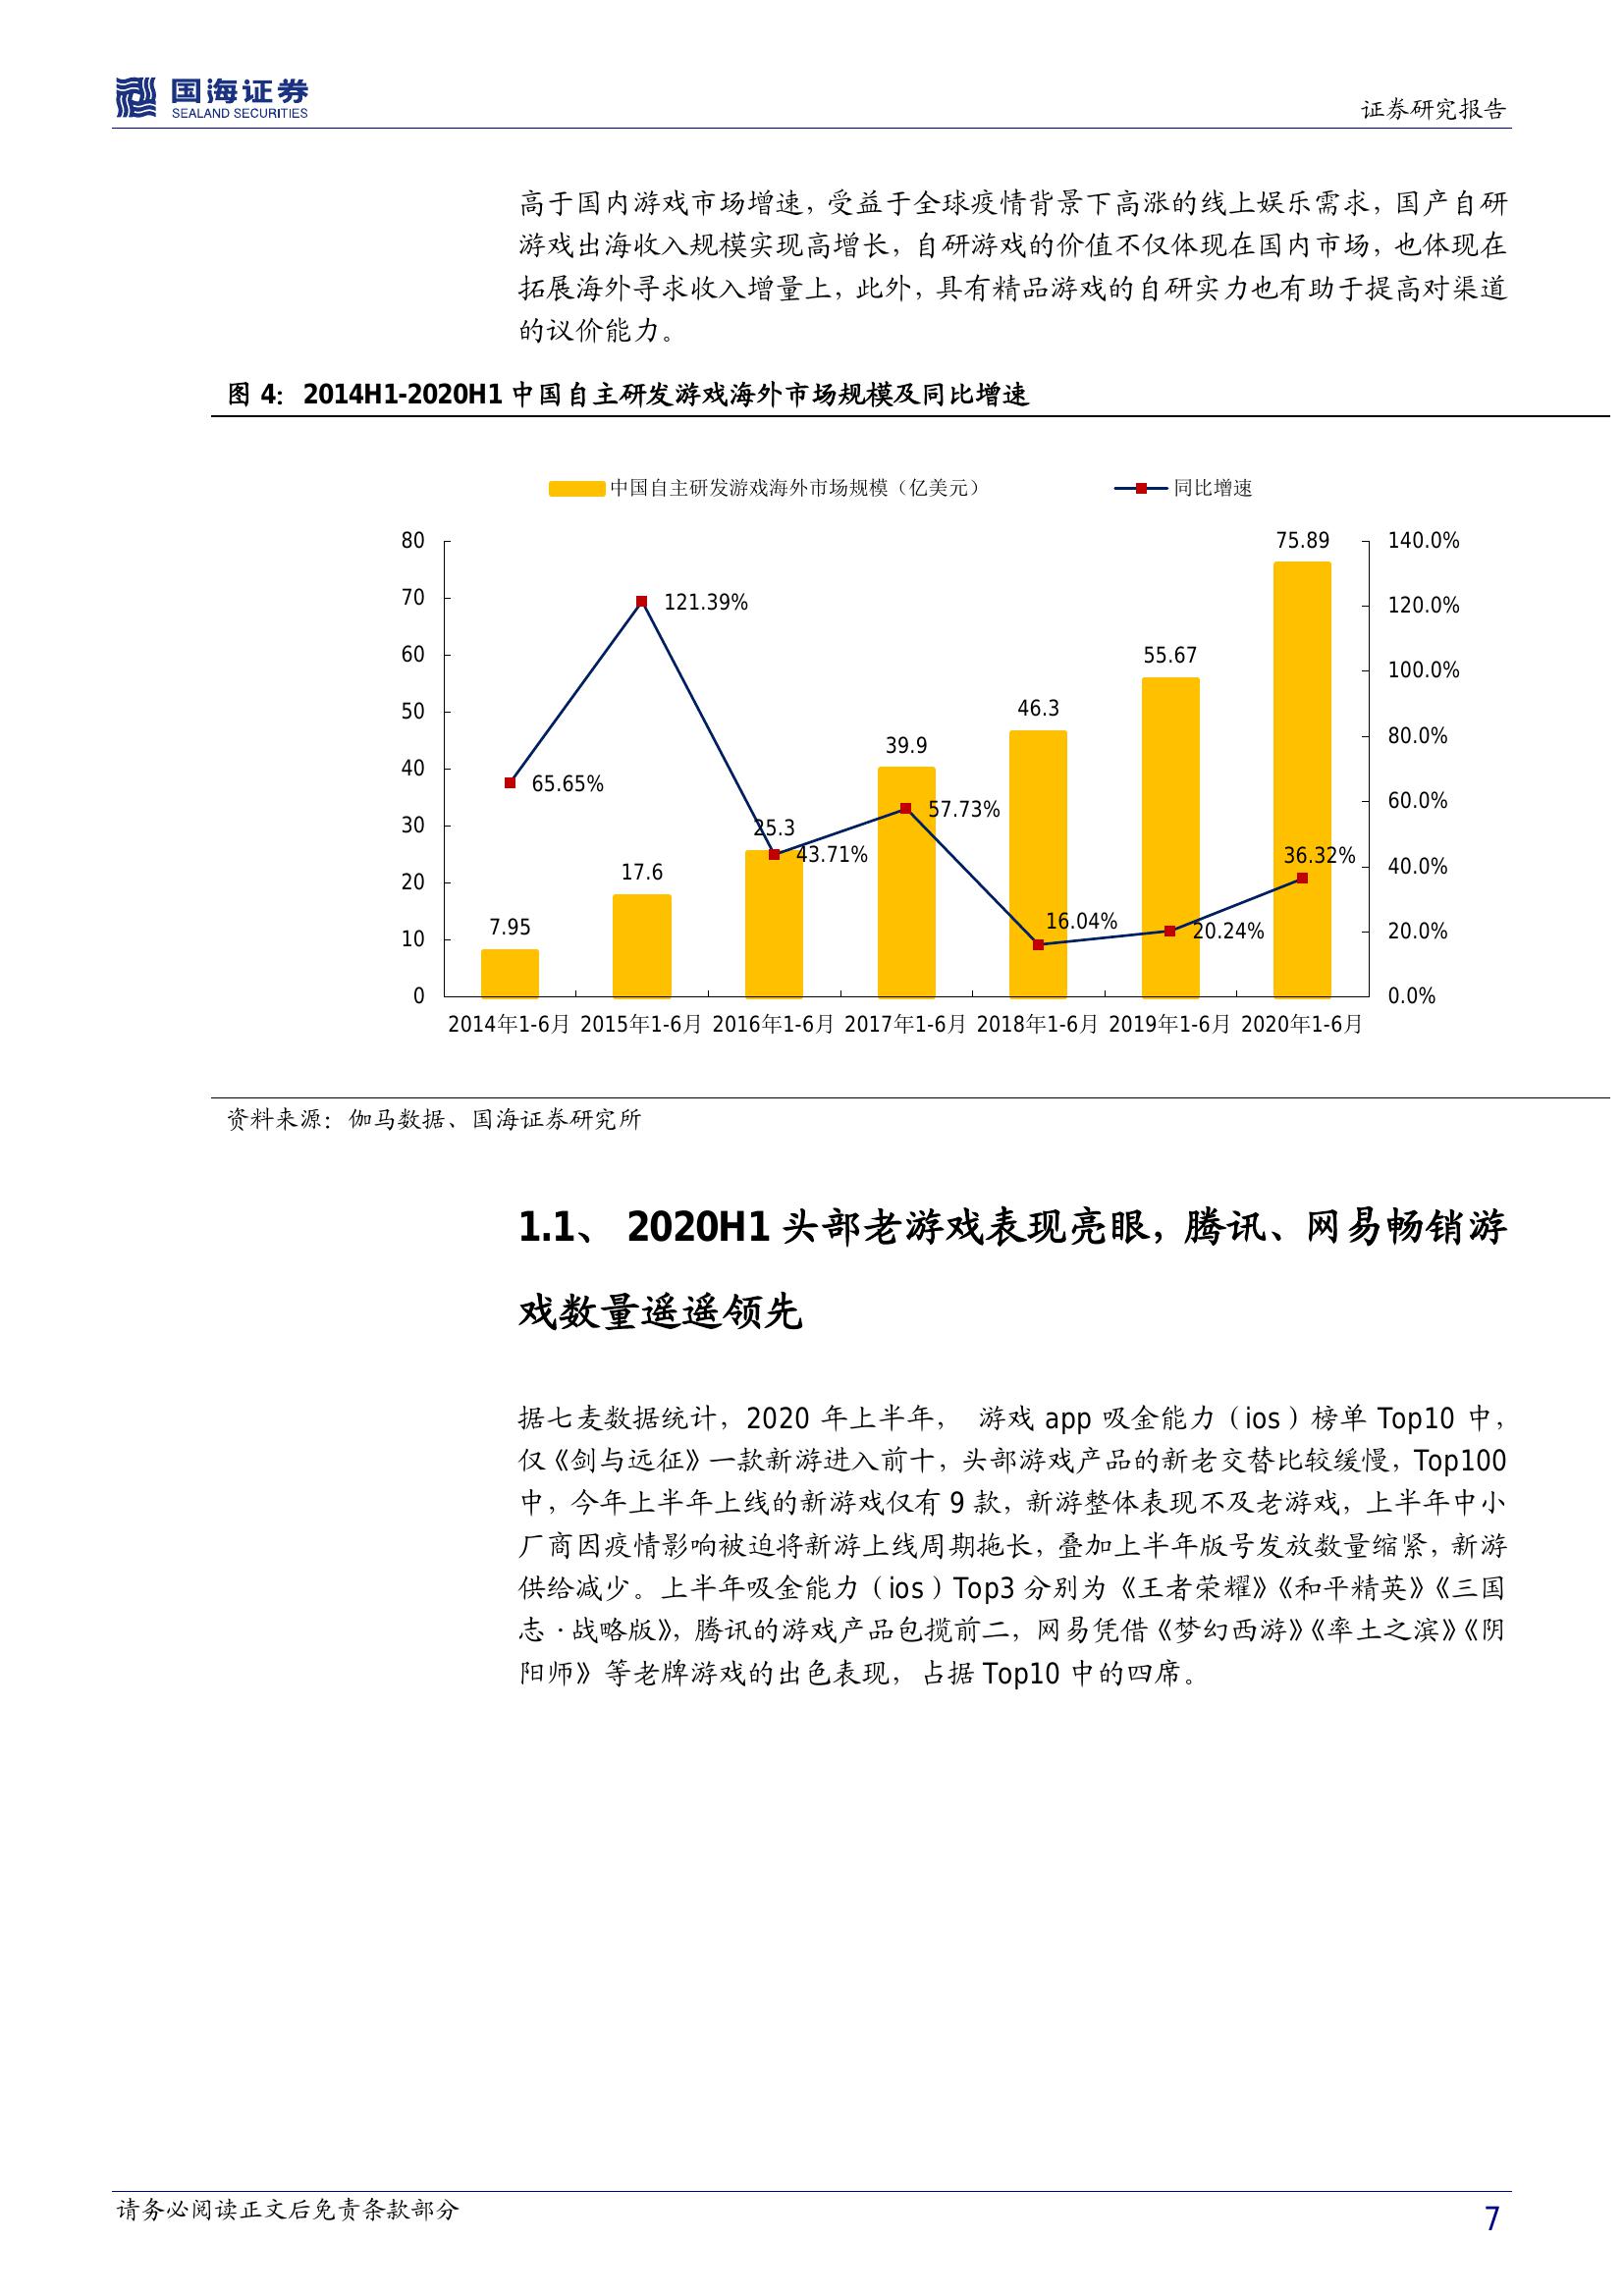 国海证券
SEALAND SECURITIES
证券研究报告
高于国内游戏市场增速，受益于全球疫情背景下高涨的线上娱乐需求，国产自研
游戏出海收入规模实现高增长，自研游戏的价值不仅体现在国内市场，也体现在
拓展海外寻求收入增量上，此外，具有精品游戏的自研实力也有助于提高对渠道
的议价能力。
图 4：2014H1-2020H1 中国自主研发游戏海外市场规模及同比增速
中国自主研发游戏海外市场规模（亿美元） 同比增速
80
70
60
50
40
30
20
10
0
140.0%
120.0%
100.0%
80.0%
60.0%
40.0%
20.0%
0.0%
7.95
17.6
25.3
39.9
46.3
55.67
75.89
65.65%
121.39%
43.71%
57.73%
16.04%
20.24%
36.32%
2014年1-6月 2015年1-6月 2016年1-6月 2017年1-6月 2018年1-6月 2019年1-6月 2020年1-6月
资料来源：伽马数据、国海证券研究所
1.1、 2020H1 头部老游戏表现亮眼，腾讯、网易畅销游
戏数量遥遥领先
据七麦数据统计，2020 年上半年， 游戏 app 吸金能力（ios）榜单 Top10 中，
仅《剑与远征》一款新游进入前十，头部游戏产品的新老交替比较缓慢，Top100
中，今年上半年上线的新游戏仅有 9 款，新游整体表现不及老游戏，上半年中小
厂商因疫情影响被迫将新游上线周期拖长，叠加上半年版号发放数量缩紧，新游
供给减少。上半年吸金能力（ios）Top3 分别为《王者荣耀》《和平精英》《三国
志·战略版》，腾讯的游戏产品包揽前二，网易凭借《梦幻西游》《率土之滨》《阴
阳师》等老牌游戏的出色表现，占据 Top10 中的四席。
请务必阅读正文后免责条款部分
7